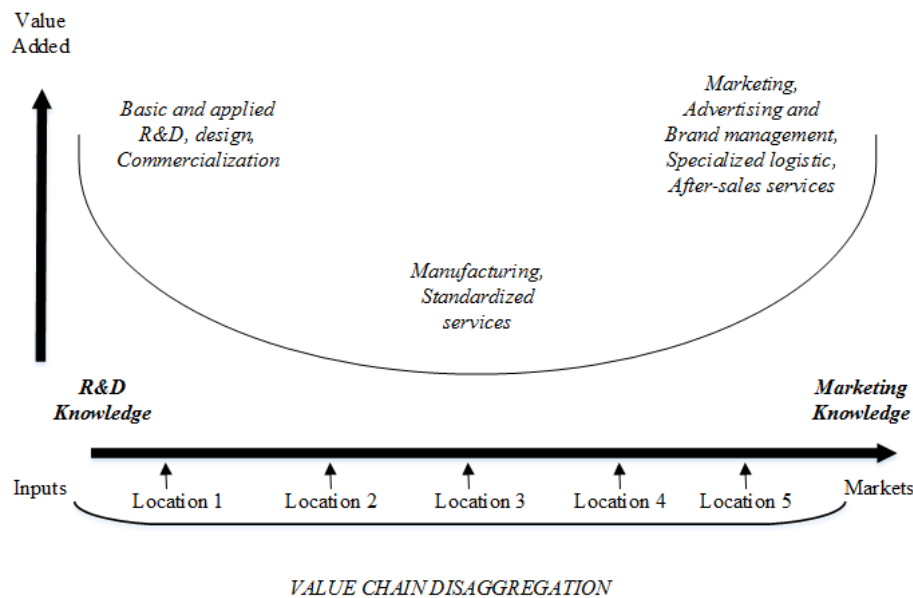 Value
Added
Basic and applied
R&D, design,
Commercialization
Marketing,
Advertising and
Brand management,
Specialized logistic,
After-sales services
Manufacturing,
Standardized
services
R&D
Knowledge
Marketing
Knowledge
Inputs
Location 1
Location 2
Location 3
Location 4
Location 5
Markets
VALUE CHAIN DISAGGREGATION